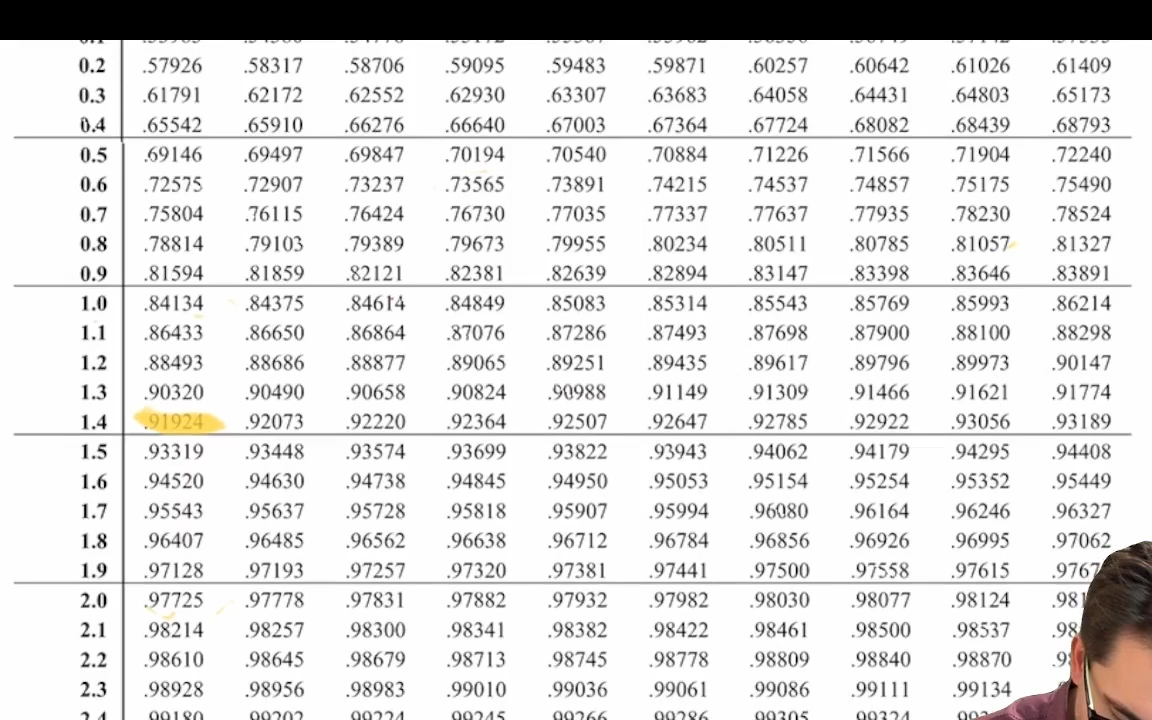 0.2 .57926 .58317 .58706 .59095 .59483 .59871 .60257 .60642 .61026 .61409
0.3 .61791 .62172 .62552 .62930 .63307 .63683 .64058 .64431 .64803 .65173
0.4 .65542 .65910 .66276 .66640 .67003 .67364 .67724 .68082 .68439 .68793
0.5 .69146 .69497 .69847 .70194 .70540 .70884 .71226 .71566 .71904 .72240
0.6 .72575 .72907 .73237 .73565 .73891 .74215 .74537 .74857 .75175 .75490
0.7 .75804 .76115 .76424 .76730 .77035 .77337 .77637 .77935 .78230 .78524
0.8 .78814 .79103 .79389 .79673 .79955 .80234 .80511 .80785 .81057 .81327
0.9 .81594 .81859 .82121 .82381 .82639 .82894 .83147 .83398 .83646 .83891
1.0 .84134 .84375 .84614 .84849 .85083 .85314 .85543 .85769 .85993 .86214
1.1 .86433 .86650 .86864 .87076 .87286 .87493 .87698 .87900 .88100 .88298
1.2 .88493 .88686 .88877 .89065 .89251 .89435 .89617 .89796 .89973 .90147
1.3 .90320 .90490 .90658 .90824 .90988 .91149 .91309 .91466 .91621 .91774
1.4 .91924 .92073 .92220 .92364 .92507 .92647 .92785 .92922 .93056 .93189
1.5 .93319 .93448 .93574 .93699 .93822 .93943 .94062 .94179 .94295 .94408
1.6 .94520 .94630 .94738 .94845 .94950 .95053 .95154 .95254 .95352 .95449
1.7 .95543 .95637 .95728 .95818 .95907 .95994 .96080 .96164 .96246 .96327
1.8 .96407 .96485 .96562 .96638 .96712 .96784 .96856 .96926 .96995 .97062
1.9 .97128 .97193 .97257 .97320 .97381 .97441 .97500 .97558 .97615
2.0 .97725 .97778 .97831 .97882 .97932 .97982 .98030 .98077 .98124
2.1 .98214 .98257 .98300 .98341 .98382 .98422 .98461 .98500 .98537
2.2 .98610 .98645 .98679 .98713 .98745 .98778 .98809 .98840 .98870
2.3 .98928 .98956 .98983 .99010 .99036 .99061 .99086 .99111 .99134